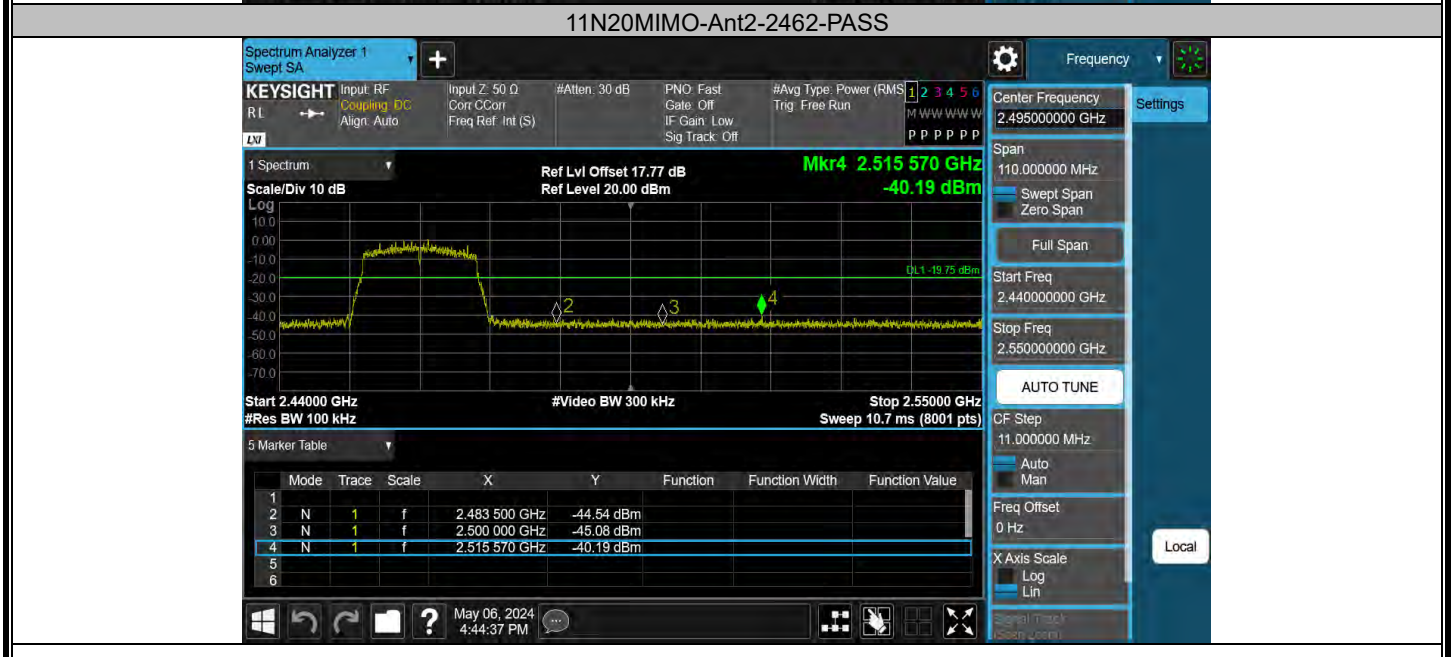 11N20MIMO-Ant2-2462-PASS
Spectrum Analyzer 1
Swept SA
+
Frequency
KEYSIGHT
RL
LXI
Input: RF
Coupling: DC
Align: Auto
Input Z: 50 Ω
Corr CCorr
Freq Ref: Int (S)
#Atten: 30 dB
PNO: Fast
Gate: Off
IF Gain: Low
Sig Track: Off
#Avg Type: Power (RMS
Trig: Free Run
1 2 3 4 5 6
M W W W W W
P P P P P P
Center Frequency
2.495000000 GHz
Settings
Span
110.000000 MHz
Swept Span
Zero Span
Full Span
Start Freq
2.440000000 GHz
Stop Freq
2.550000000 GHz
AUTO TUNE
CF Step
11.000000 MHz
Auto
Man
Freq Offset
0 Hz
X Axis Scale
Log
Lin
Signal Track
(Span Zoom)
Local
1 Spectrum
Scale/Div 10 dB
Ref Lvl Offset 17.77 dB
Ref Level 20.00 dBm
Mkr4 2.515 570 GHz
-40.19 dBm
Log
10.0
0.00
-10.0
-20.0
-30.0
-40.0
-50.0
-60.0
-70.0
DL1 -19.75 dBm
2
3
4
Start 2.44000 GHz
#Video BW 300 kHz
Stop 2.55000 GHz
#Res BW 100 kHz
Sweep 10.7 ms (8001 pts)
5 Marker Table
Mode Trace Scale X Y Function Function Width Function Value
1
2 N 1 f 2.483 500 GHz -44.54 dBm
3 N 1 f 2.500 000 GHz -45.08 dBm
4 N 1 f 2.515 570 GHz -40.19 dBm
5
6
?
May 06, 2024
4:44:37 PM